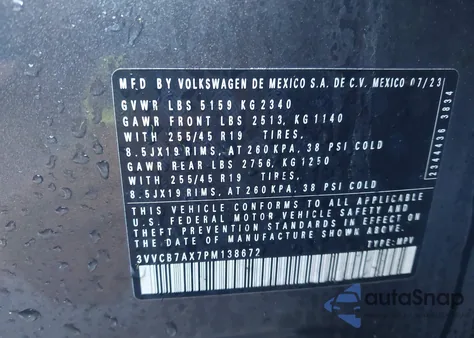 MFD BY VOLKSWAGEN DE MEXICO S.A. DE C.V. MEXICO 07/23
GVWR LBS 5159 KG 2340
GAWR FRONT LBS 2513, KG 1140
WITH 255/45 R19 TIRES,
8.5JX19 RIMS, AT 260 KPA, 38 PSI COLD
GAWR REAR LBS 2756, KG 1250
WITH 255/45 R19 TIRES,
8.5JX19 RIMS, AT 260 KPA, 38 PSI COLD
THIS VEHICLE CONFORMS TO ALL APPLICABLE
U.S. FEDERAL MOTOR VEHICLE SAFETY AND
THEFT PREVENTION STANDARDS IN EFFECT ON
THE DATE OF MANUFACTURE SHOWN ABOVE.
3VVCB7AX7PM138672
TYPE: MPV
12344436 3834
autoSnap